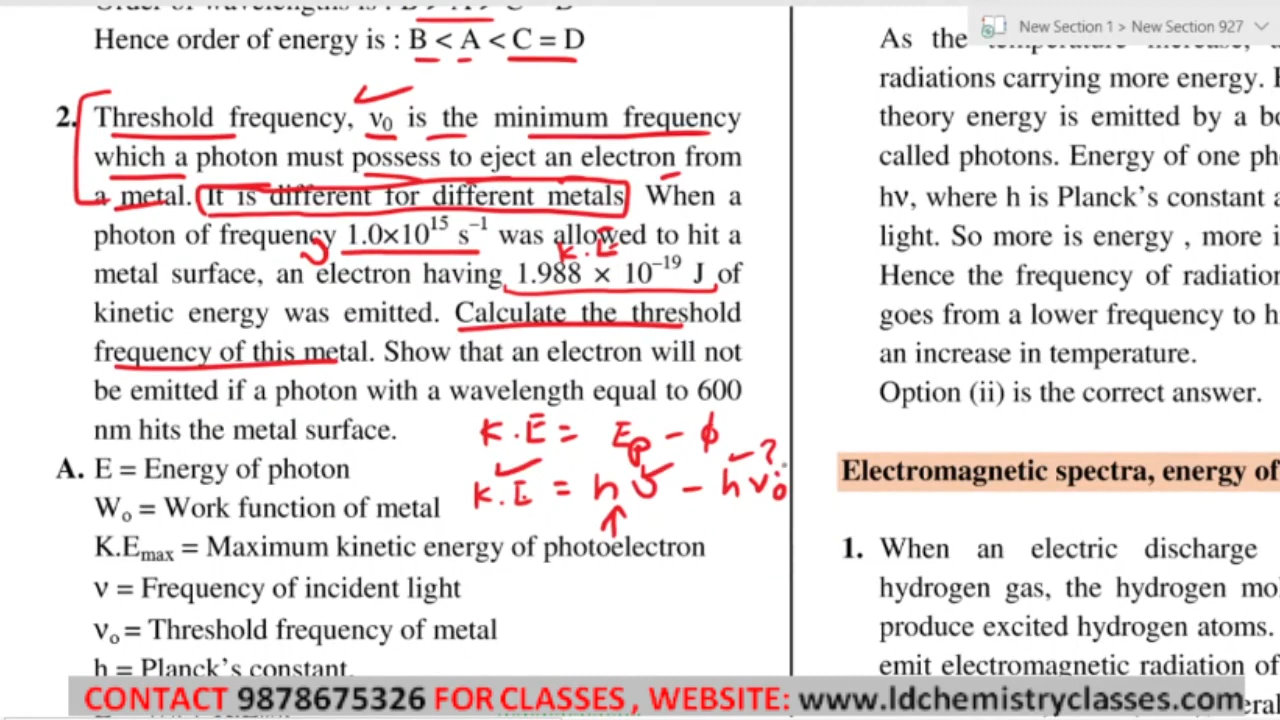 Hence order of energy is : B < A < C = D
2. Threshold frequency, ν₀ is the minimum frequency
which a photon must possess to eject an electron from
a metal. It is different for different metals. When a
photon of frequency 1.0×10¹⁵ s⁻¹ was allowed to hit a
K.E
metal surface, an electron having 1.988 × 10⁻¹⁹ J of
kinetic energy was emitted. Calculate the threshold
frequency of this metal. Show that an electron will not
be emitted if a photon with a wavelength equal to 600
nm hits the metal surface.
K.E = Ep - ϕ
K.E = hν - hν₀ ?
A. E = Energy of photon
Wₒ = Work function of metal
K.Eₘₐₓ = Maximum kinetic energy of photoelectron
ν = Frequency of incident light
νₒ = Threshold frequency of metal
h = Planck's constant
New Section 1 > New Section 927
As the
radiations carrying more energy.
theory energy is emitted by a
called photons. Energy of one
hν, where h is Planck's constant
light. So more is energy , more
Hence the frequency of radiation
goes from a lower frequency to
an increase in temperature.
Option (ii) is the correct answer.
Electromagnetic spectra, energy of
1. When an electric discharge
hydrogen gas, the hydrogen
produce excited hydrogen atoms.
emit electromagnetic radiation of
CONTACT 9878675326 FOR CLASSES , WEBSITE: www.ldchemistryclasses.com